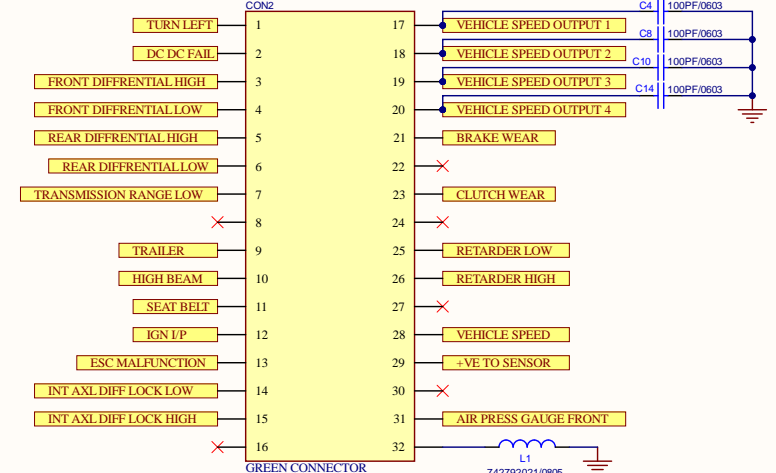 CON2
C4 100PF/0603
TURN LEFT 1 17 VEHICLE SPEED OUTPUT 1
C8 100PF/0603
DC DC FAIL 2 18 VEHICLE SPEED OUTPUT 2
C10 100PF/0603
FRONT DIFFRENTIAL HIGH 3 19 VEHICLE SPEED OUTPUT 3
C14 100PF/0603
FRONT DIFFRENTIAL LOW 4 20 VEHICLE SPEED OUTPUT 4
REAR DIFFRENTIAL HIGH 5 21 BRAKE WEAR
REAR DIFFRENTIAL LOW 6 22
TRANSMISSION RANGE LOW 7 23 CLUTCH WEAR
8 24
TRAILER 9 25 RETARDER LOW
HIGH BEAM 10 26 RETARDER HIGH
SEAT BELT 11 27
IGN I/P 12 28 VEHICLE SPEED
ESC MALFUNCTION 13 29 +VE TO SENSOR
INT AXL DIFF LOCK LOW 14 30
INT AXL DIFF LOCK HIGH 15 31 AIR PRESS GAUGE FRONT
16 32
L1
GREEN CONNECTOR
742792021/0805